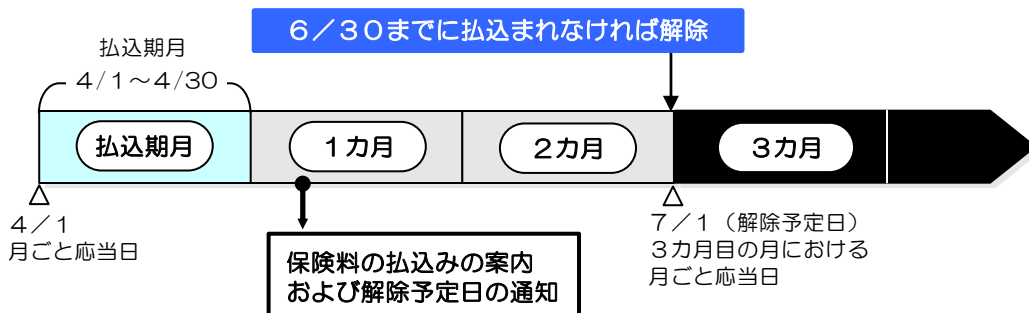 ６／３０までに払込まれなければ解除
払込期月
4/1～4/30
払込期月
１カ月
２カ月
３カ月
４／１
月ごと応当日
保険料の払込みの案内
および解除予定日の通知
７／１（解除予定日）
３カ月目の月における
月ごと応当日